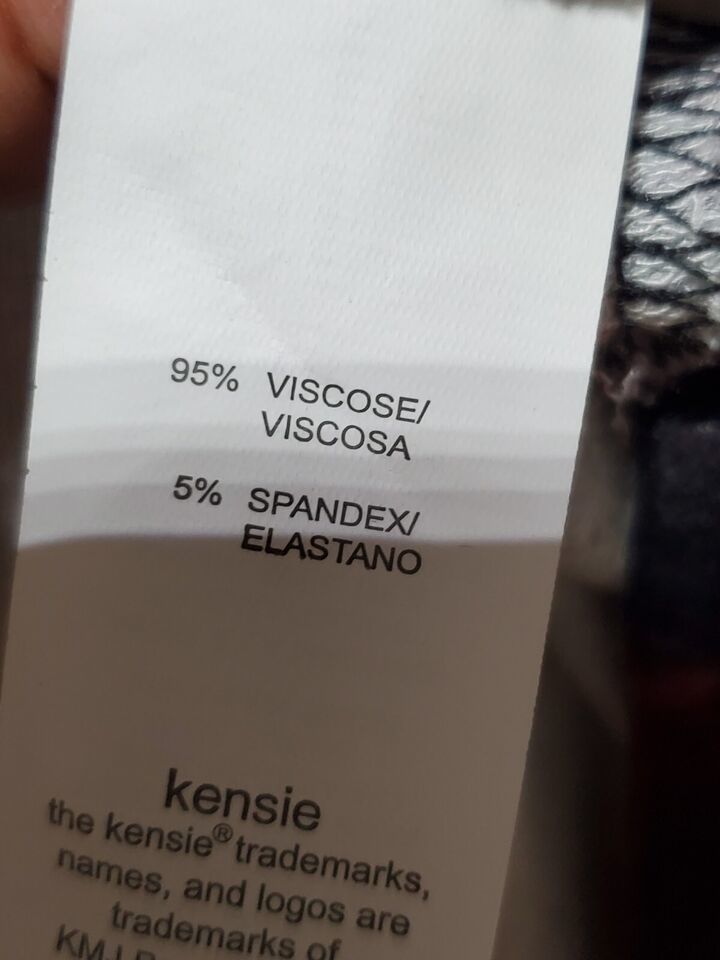 95% VISCOSE/
VISCOSA
5% SPANDEX/
ELASTANO
kensie
the kensie® trademarks,
names, and logos are
trademarks of